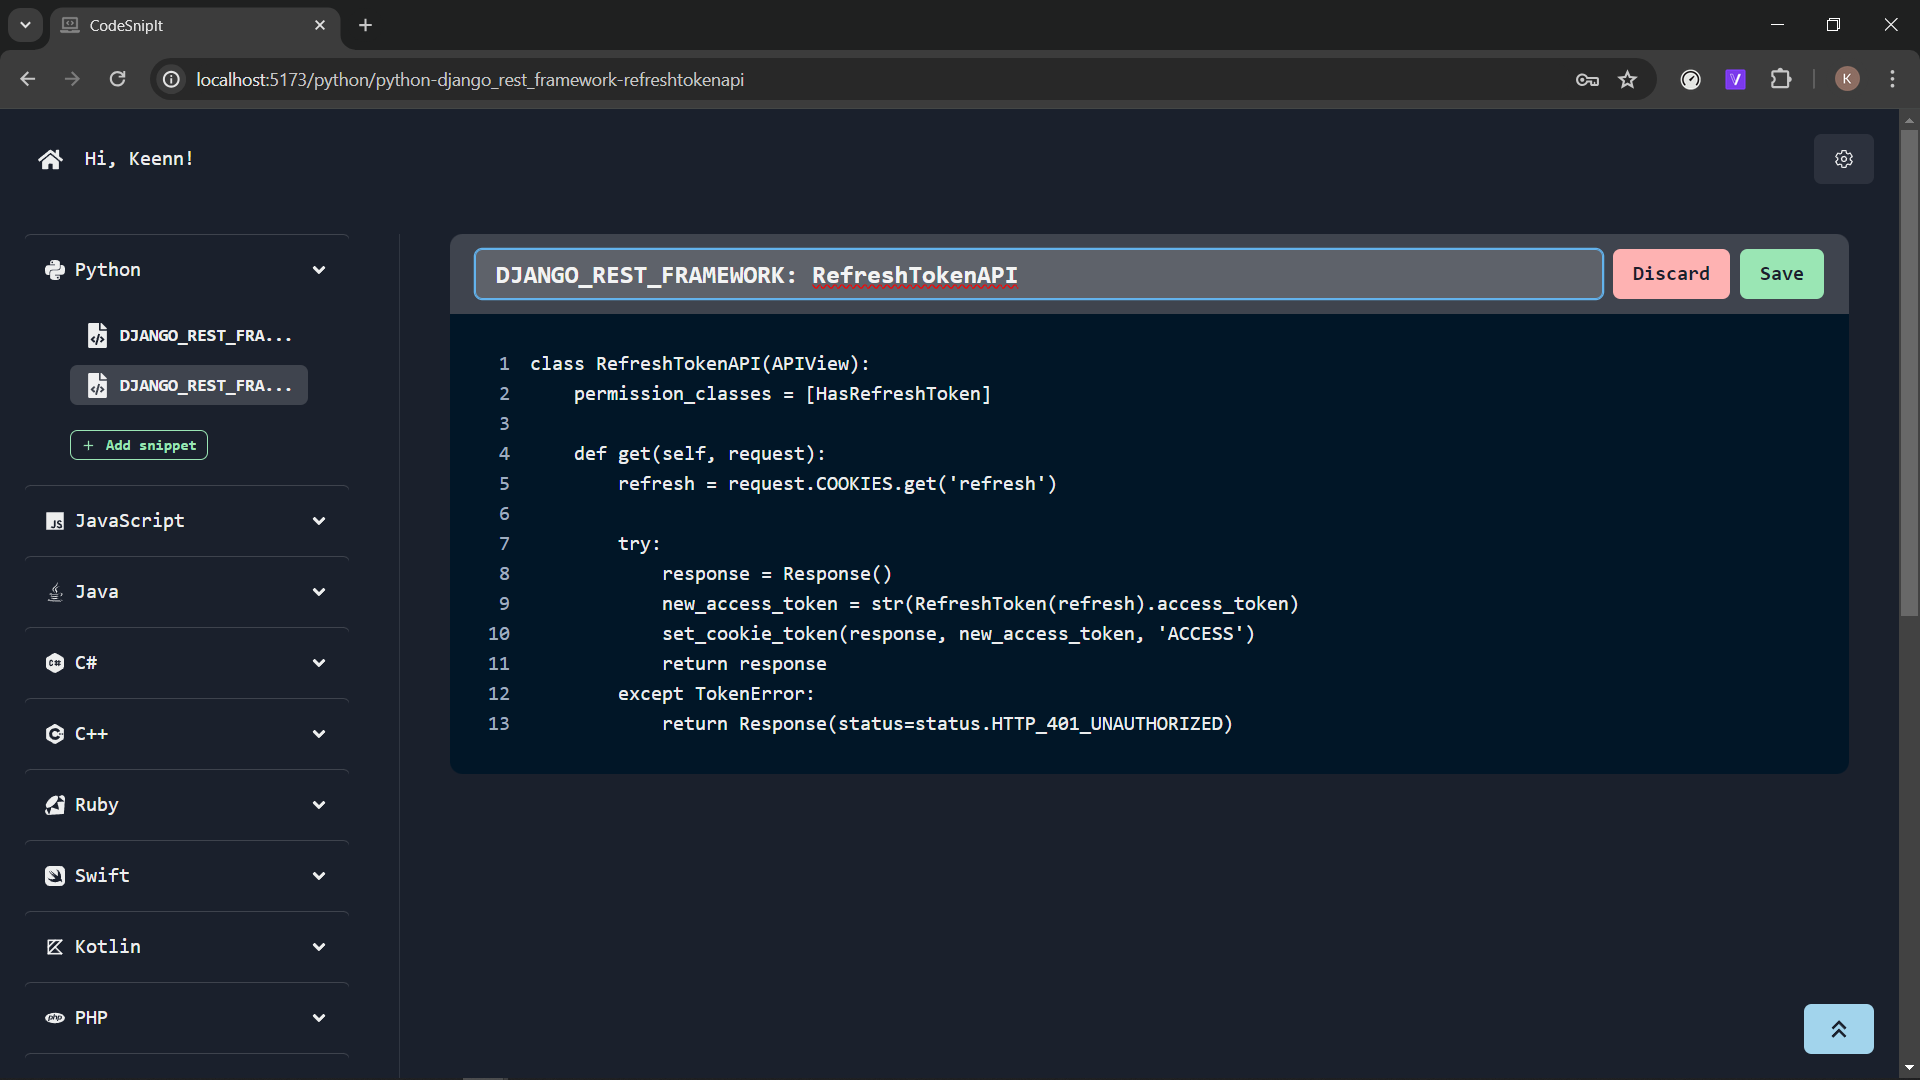 CodeSnipIt
localhost:5173/python/python-django_rest_framework-refreshtokenapi
V
K
Hi, Keenn!
Python
DJANGO_REST_FRA...
DJANGO_REST_FRA...
+ Add snippet
JS JavaScript
Java
C# C#
C++
Ruby
Swift
Kotlin
php PHP
DJANGO_REST_FRAMEWORK: RefreshTokenAPI
Discard
Save
1 class RefreshTokenAPI(APIView):
2     permission_classes = [HasRefreshToken]
3
4     def get(self, request):
5         refresh = request.COOKIES.get('refresh')
6
7         try:
8             response = Response()
9             new_access_token = str(RefreshToken(refresh).access_token)
10             set_cookie_token(response, new_access_token, 'ACCESS')
11             return response
12         except TokenError:
13             return Response(status=status.HTTP_401_UNAUTHORIZED)